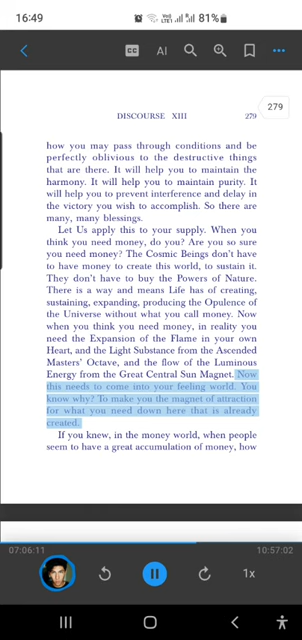 16:49
81%
CC
AI
DISCOURSE XIII 279
279
how you may pass through conditions and be
perfectly oblivious to the destructive things
that are there. It will help you to maintain the
harmony. It will help you to maintain purity. It
will help you to prevent interference and delay in
the victory you wish to accomplish. So there are
many, many blessings.
Let Us apply this to your supply. When you
think you need money, do you? Are you so sure
you need money? The Cosmic Beings don't have
to have money to create this world, to sustain it.
They don't have to buy the Powers of Nature.
There is a way and means Life has of creating,
sustaining, expanding, producing the Opulence of
the Universe without what you call money. Now
when you think you need money, in reality you
need the Expansion of the Flame in your own
Heart, and the Light Substance from the Ascended
Masters' Octave, and the flow of the Luminous
Energy from the Great Central Sun Magnet. Now
this needs to come into your feeling world. You
know why? To make you the magnet of attraction
for what you need down here that is already
created.
If you knew, in the money world, when people
seem to have a great accumulation of money, how
07:06:11
10:57:02
1x